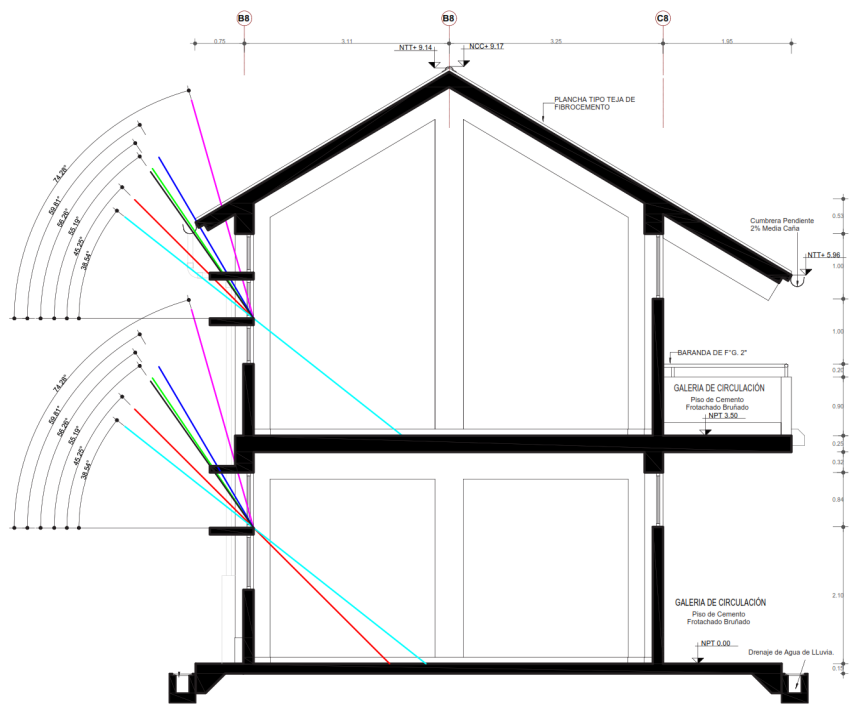 B8
B8
C8
0.75
3.11
3.25
1.95
NTT+ 9.14
NCC+ 9.17
PLANCHA TIPO TEJA DE
FIBROCEMENTO
74.28°
59.81°
56.26°
55.19°
45.25°
38.54°
Cumbrera Pendiente
2% Media Caña
NTT+ 5.96
0.53
1.00
1.00
0.20
0.90
0.25
0.32
0.84
2.10
0.15
BARANDA DE F"G. 2"
GALERIA DE CIRCULACIÓN
Piso de Cemento
Frotachado Bruñado
NPT 3.50
74.28°
59.81°
56.26°
55.19°
45.25°
38.54°
GALERIA DE CIRCULACIÓN
Piso de Cemento
Frotachado Bruñado
NPT 0.00
Drenaje de Agua de LLuvia.